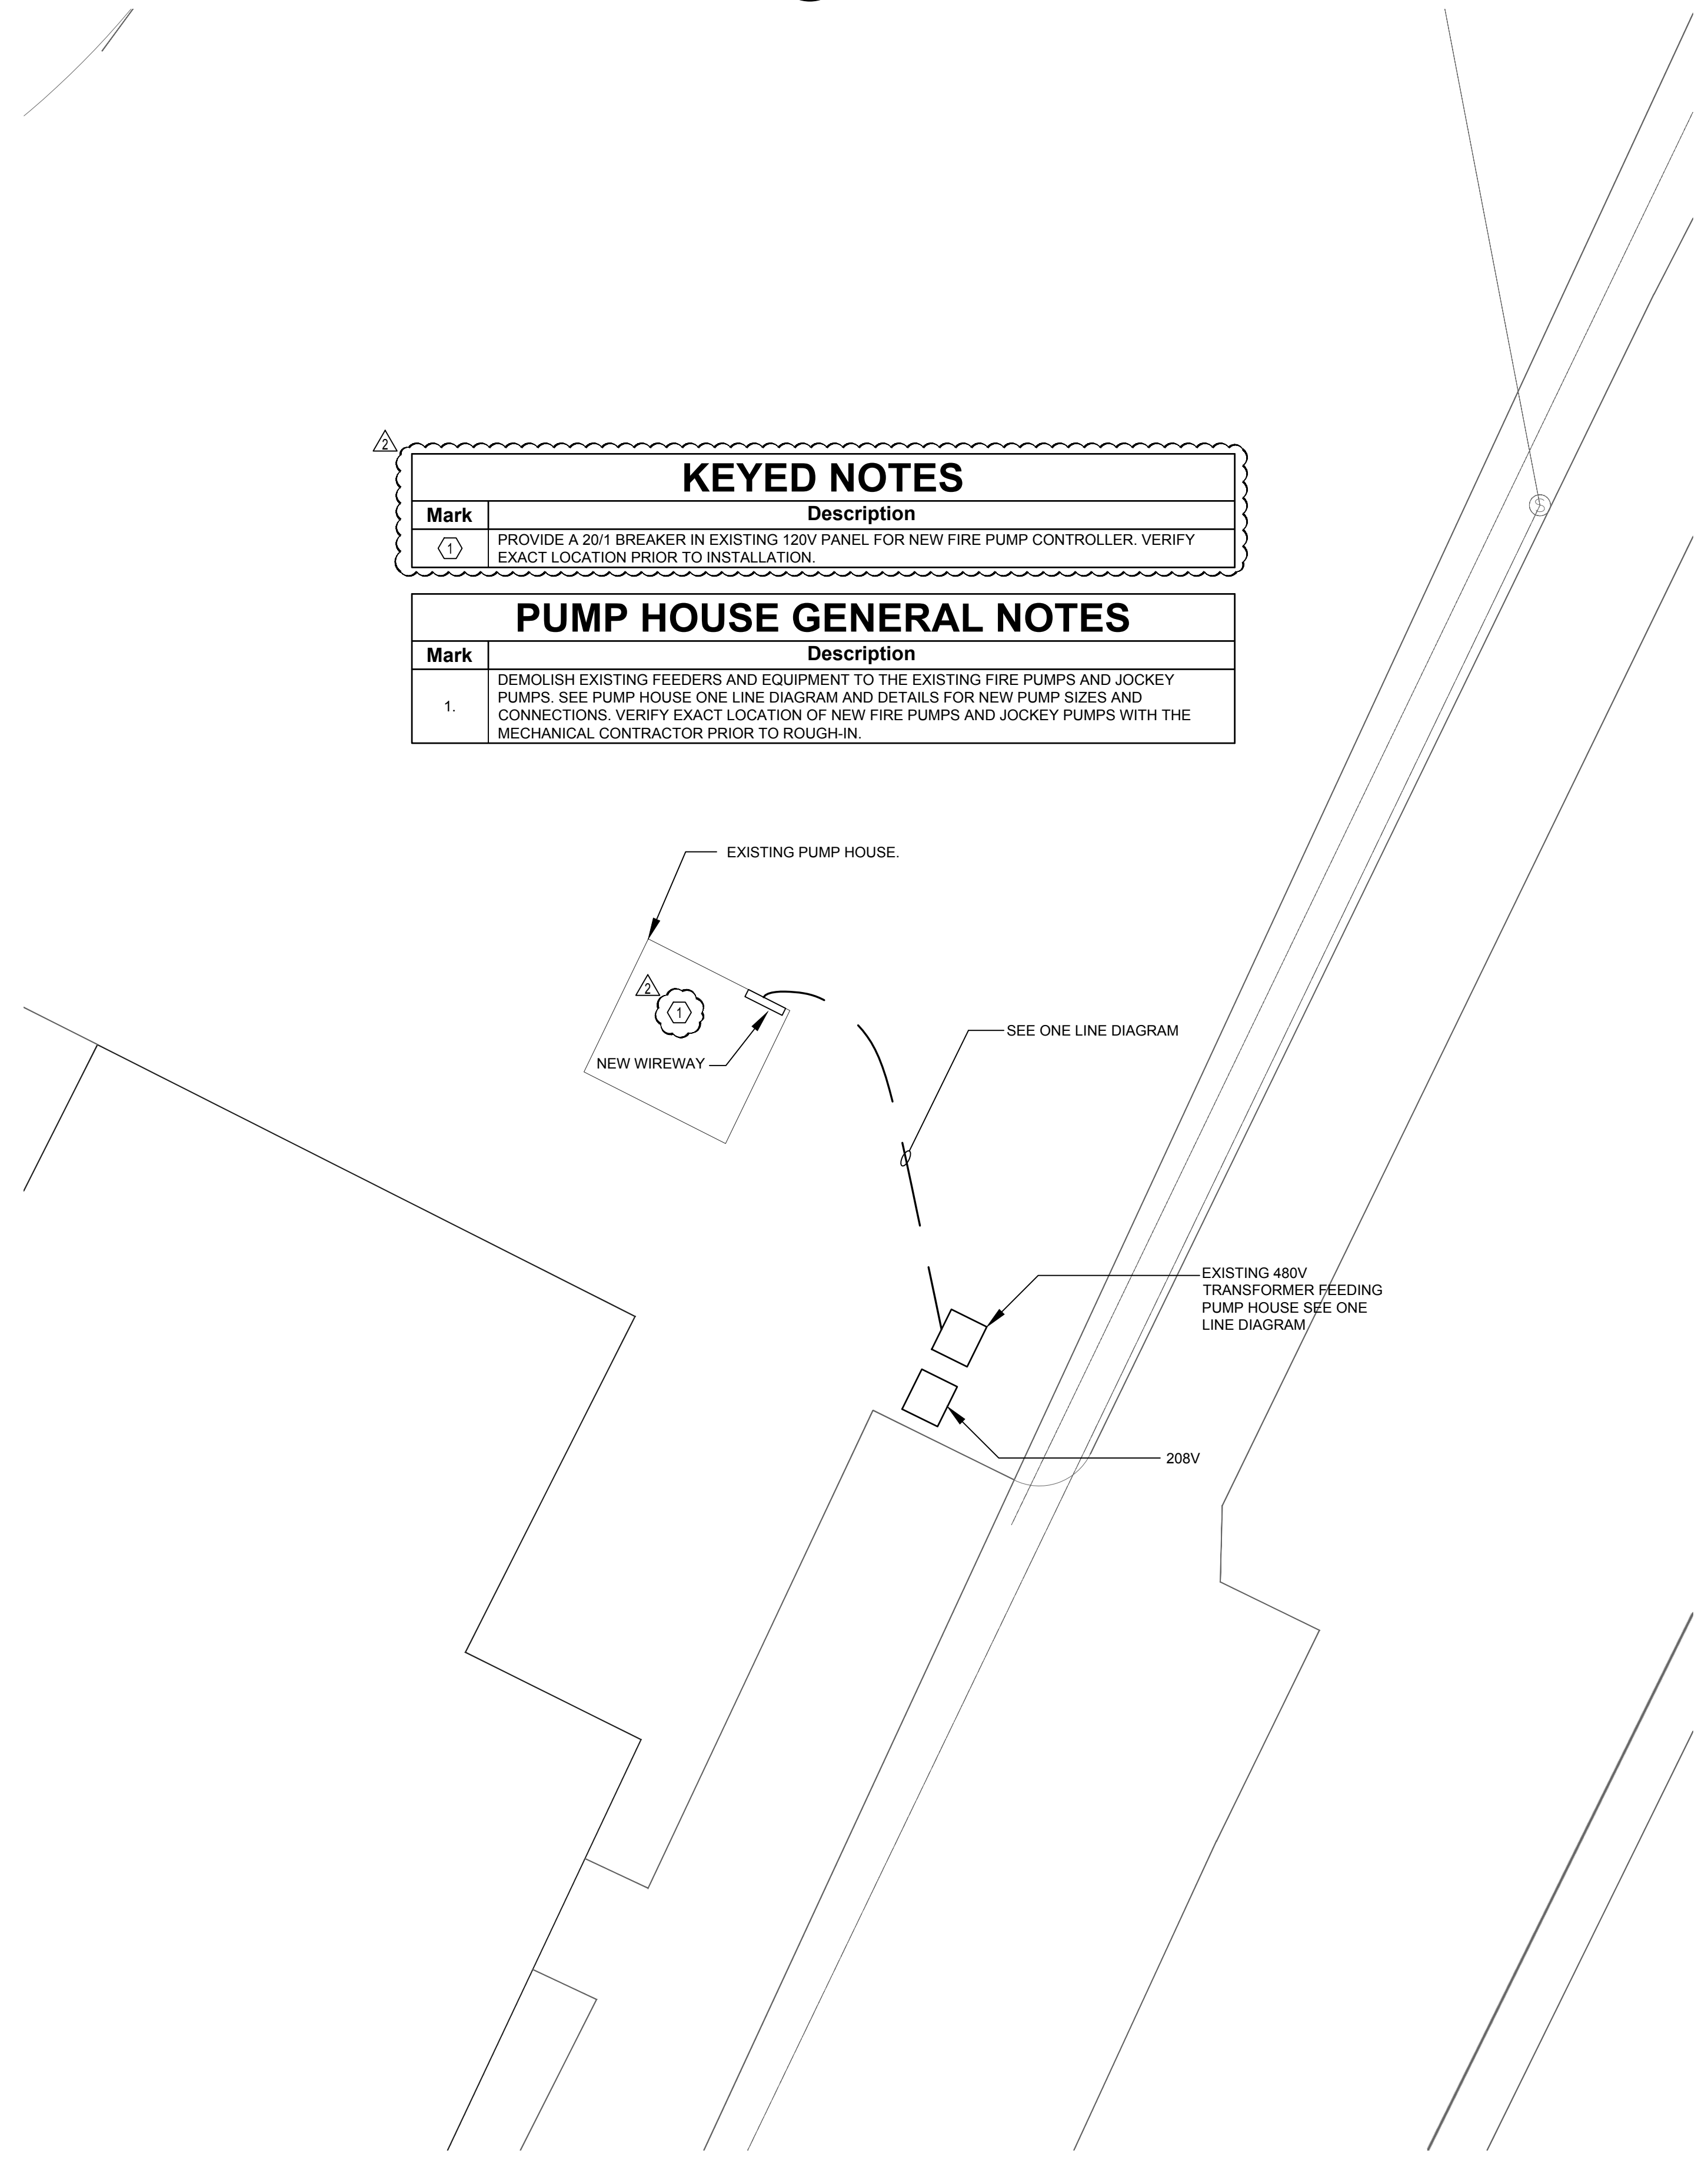 2
KEYED NOTES
Mark
Description
1
PROVIDE A 20/1 BREAKER IN EXISTING 120V PANEL FOR NEW FIRE PUMP CONTROLLER. VERIFY
EXACT LOCATION PRIOR TO INSTALLATION.
PUMP HOUSE GENERAL NOTES
Mark
Description
1.
DEMOLISH EXISTING FEEDERS AND EQUIPMENT TO THE EXISTING FIRE PUMPS AND JOCKEY
PUMPS. SEE PUMP HOUSE ONE LINE DIAGRAM AND DETAILS FOR NEW PUMP SIZES AND
CONNECTIONS. VERIFY EXACT LOCATION OF NEW FIRE PUMPS AND JOCKEY PUMPS WITH THE
MECHANICAL CONTRACTOR PRIOR TO ROUGH-IN.
S
EXISTING PUMP HOUSE.
2
1
NEW WIREWAY
SEE ONE LINE DIAGRAM
EXISTING 480V
TRANSFORMER FEEDING
PUMP HOUSE SEE ONE
LINE DIAGRAM
208V